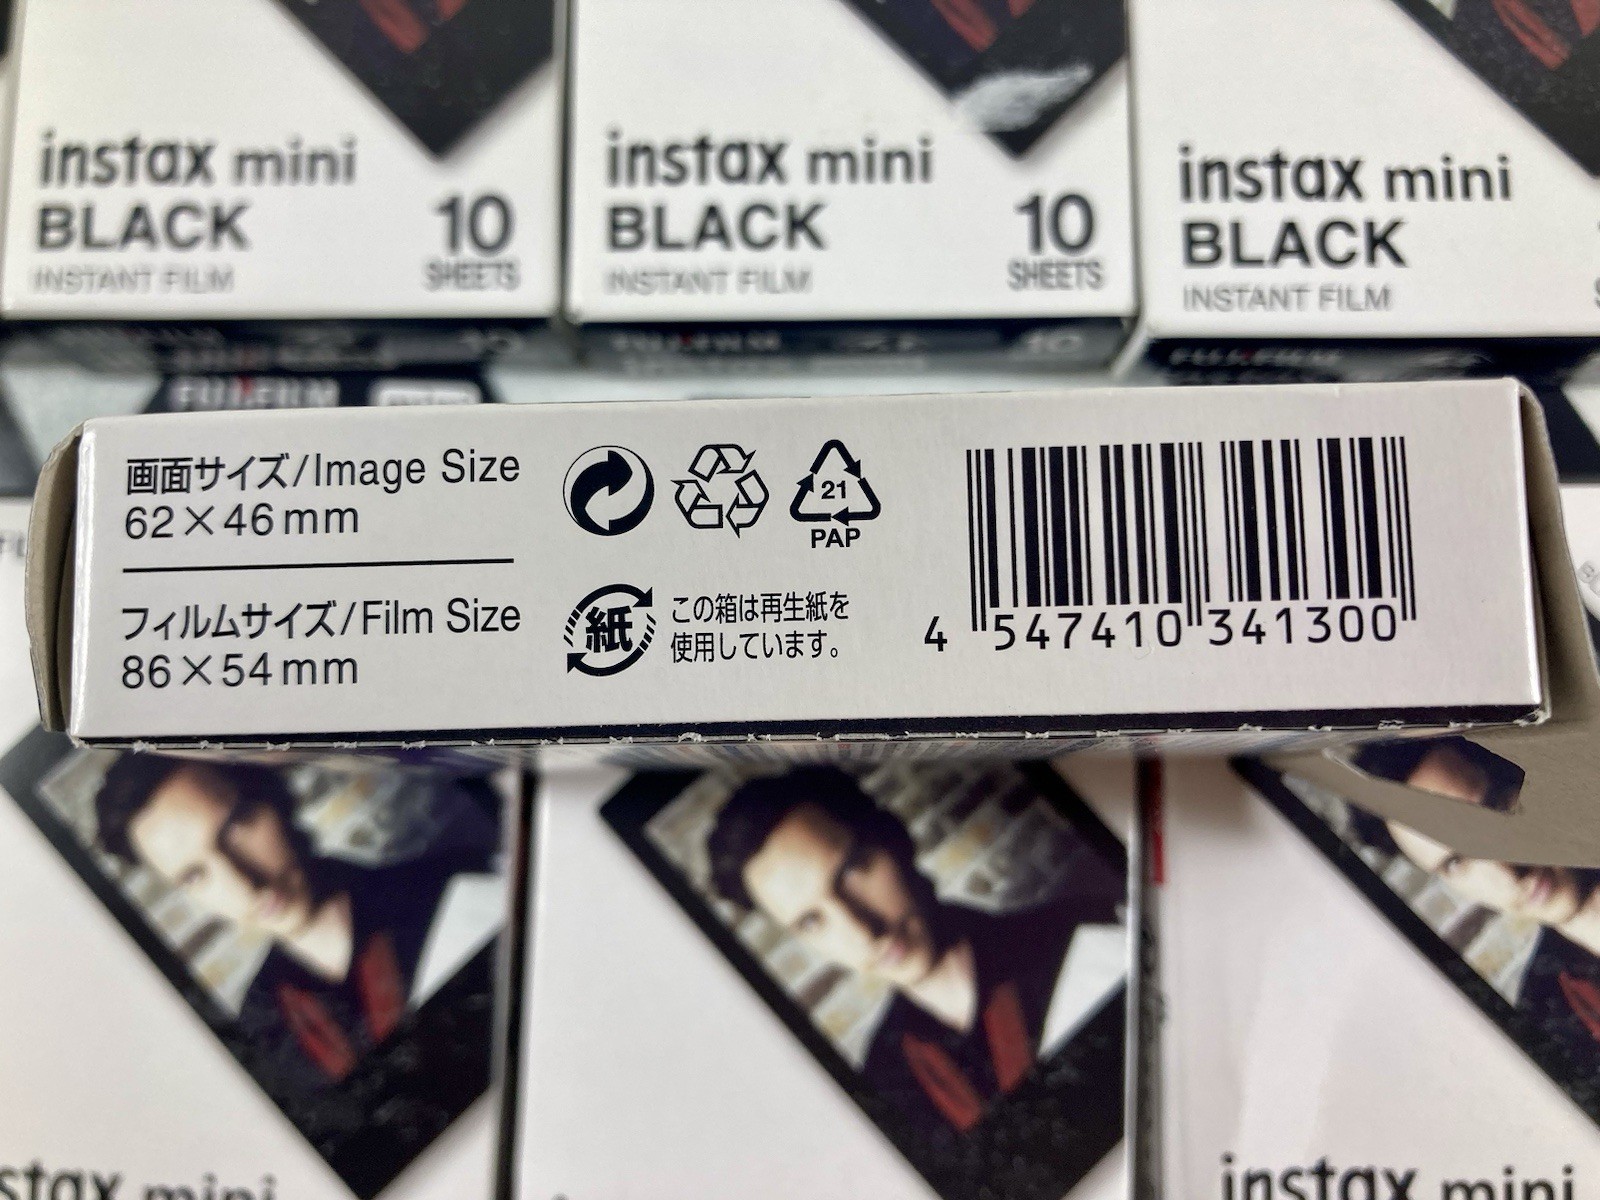 instax mini
BLACK
INSTANT FILM
10
SHEETS
instax mini
BLACK
INSTANT FILM
10
SHEETS
instax mini
BLACK
INSTANT FILM
FUJIFILM
FUJIFILM
FUJIFILM
画面サイズ/Image Size
62×46mm
フィルムサイズ/Film Size
86×54mm
21
PAP
紙
この箱は再生紙を
使用しています。
4 547410 341300
instax mini